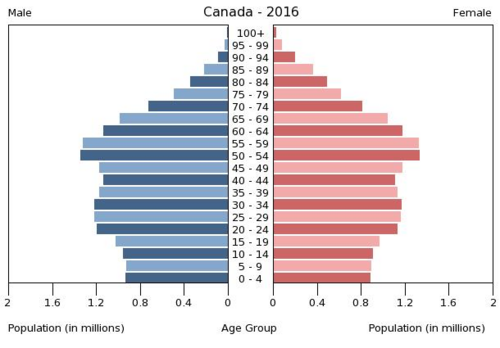 Male Canada - 2016 Female
100+
95 - 99
90 - 94
85 - 89
80 - 84
75 - 79
70 - 74
65 - 69
60 - 64
55 - 59
50 - 54
45 - 49
40 - 44
35 - 39
30 - 34
25 - 29
20 - 24
15 - 19
10 - 14
5 - 9
0 - 4
2 1.6 1.2 0.8 0.4 0 0 0.4 0.8 1.2 1.6 2
Population (in millions) Age Group Population (in millions)